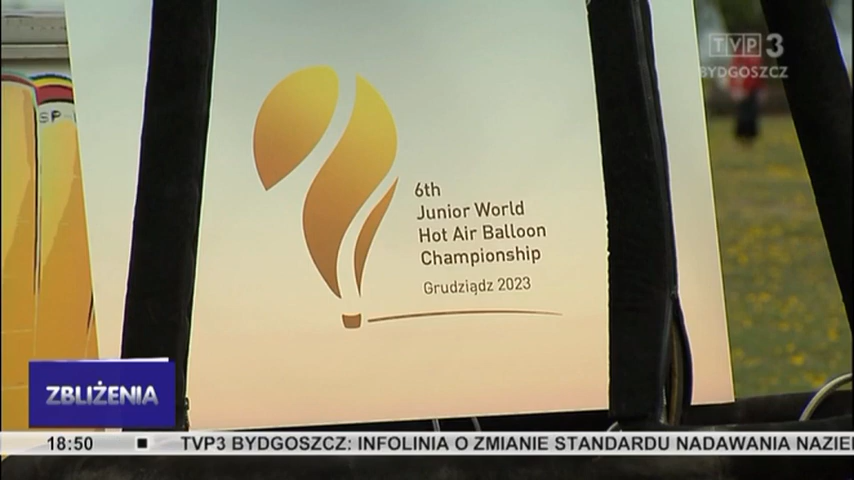 TVP3
BYDGOSZCZ
SP-
6th
Junior World
Hot Air Balloon
Championship
Grudziądz 2023
ZBLIŻENIA
18:50 ■ TVP3 BYDGOSZCZ: INFOLINIA O ZMIANIE STANDARDU NADAWANIA NAZIE